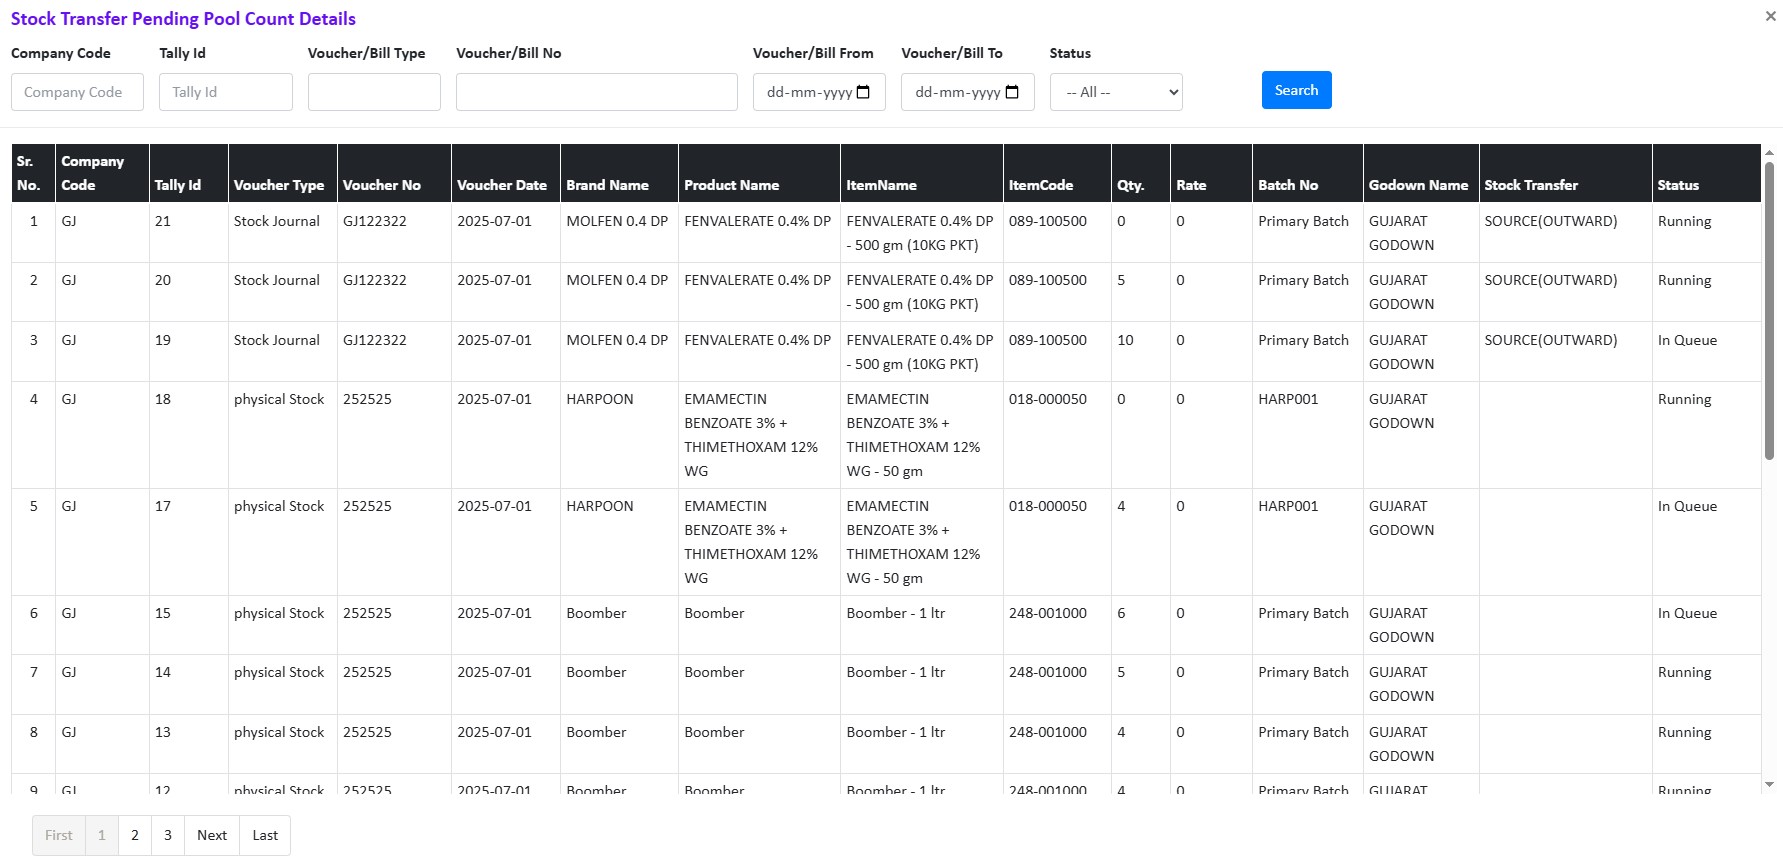 Stock Transfer Pending Pool Count Details
×
Company Code Tally Id Voucher/Bill Type Voucher/Bill No Voucher/Bill From Voucher/Bill To Status
Company Code Tally Id dd-mm-yyyy dd-mm-yyyy -- All -- Search
Sr. No. Company Code Tally Id Voucher Type Voucher No Voucher Date Brand Name Product Name ItemName ItemCode Qty. Rate Batch No Godown Name Stock Transfer Status
1 GJ 21 Stock Journal GJ122322 2025-07-01 MOLFEN 0.4 DP FENVALERATE 0.4% DP FENVALERATE 0.4% DP 089-100500 0 0 Primary Batch GUJARAT SOURCE(OUTWARD) Running
- 500 gm (10KG PKT) GODOWN
2 GJ 20 Stock Journal GJ122322 2025-07-01 MOLFEN 0.4 DP FENVALERATE 0.4% DP FENVALERATE 0.4% DP 089-100500 5 0 Primary Batch GUJARAT SOURCE(OUTWARD) Running
- 500 gm (10KG PKT) GODOWN
3 GJ 19 Stock Journal GJ122322 2025-07-01 MOLFEN 0.4 DP FENVALERATE 0.4% DP FENVALERATE 0.4% DP 089-100500 10 0 Primary Batch GUJARAT SOURCE(OUTWARD) In Queue
- 500 gm (10KG PKT) GODOWN
4 GJ 18 physical Stock 252525 2025-07-01 HARPOON EMAMECTIN EMAMECTIN 018-000050 0 0 HARP001 GUJARAT Running
BENZOATE 3% + BENZOATE 3% + GODOWN
THIMETHOXAM 12% THIMETHOXAM 12%
WG WG - 50 gm
5 GJ 17 physical Stock 252525 2025-07-01 HARPOON EMAMECTIN EMAMECTIN 018-000050 4 0 HARP001 GUJARAT In Queue
BENZOATE 3% + BENZOATE 3% + GODOWN
THIMETHOXAM 12% THIMETHOXAM 12%
WG WG - 50 gm
6 GJ 15 physical Stock 252525 2025-07-01 Boomber Boomber Boomber - 1 ltr 248-001000 6 0 Primary Batch GUJARAT In Queue
GODOWN
7 GJ 14 physical Stock 252525 2025-07-01 Boomber Boomber Boomber - 1 ltr 248-001000 5 0 Primary Batch GUJARAT Running
GODOWN
8 GJ 13 physical Stock 252525 2025-07-01 Boomber Boomber Boomber - 1 ltr 248-001000 4 0 Primary Batch GUJARAT Running
GODOWN
9 GJ 12 physical Stock 252525 2025-07-01 Boomber Boomber Boomber - 1 ltr 248-001000 4 0 Primary Batch GUJARAT Running
First 1 2 3 Next Last